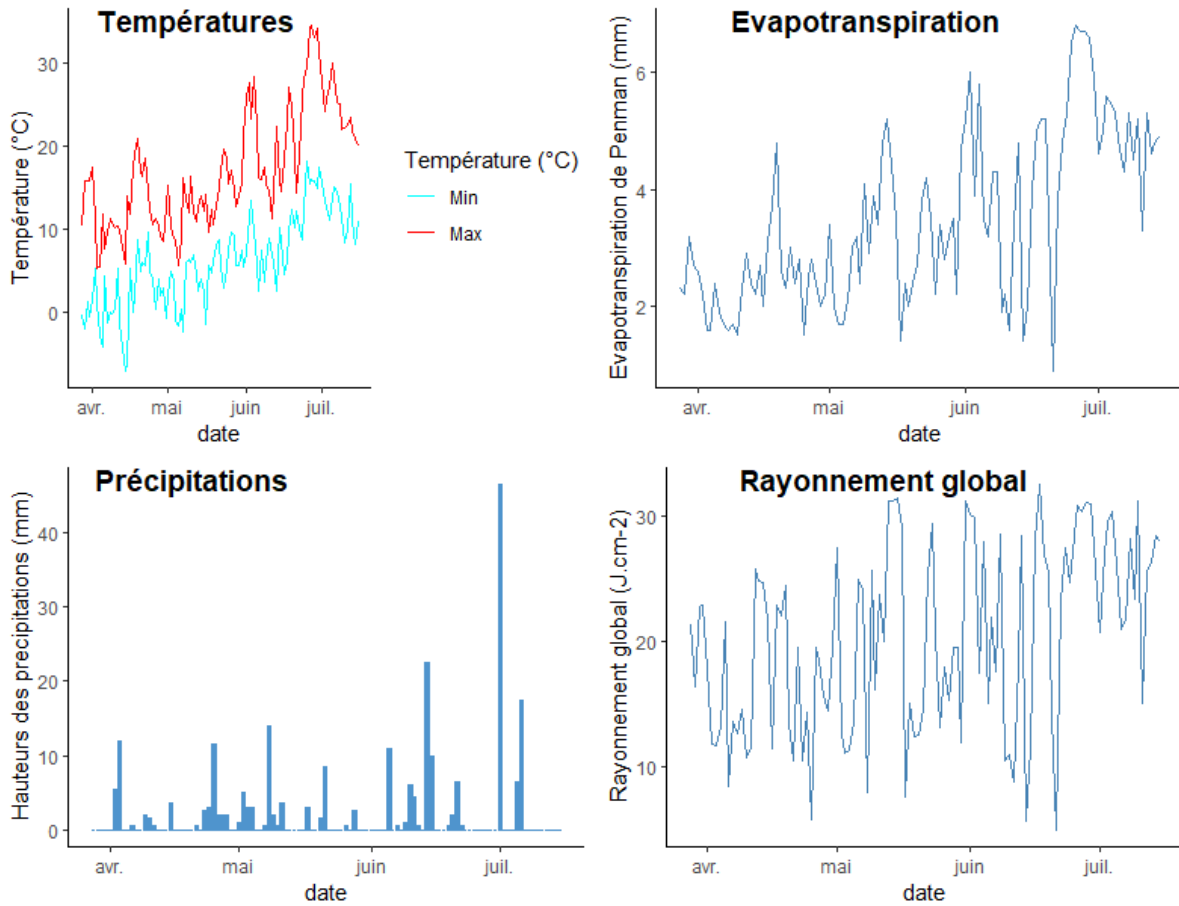 Températures
Température (°C)
30
20
10
0
avr.
mai
juin
juil.
date
Température (°C)
Min
Max
Evapotranspiration
Evapotranspiration de Penman (mm)
6
4
2
avr.
mai
juin
juil.
date
Précipitations
Hauteurs des precipitations (mm)
40
30
20
10
0
avr.
mai
juin
juil.
date
Rayonnement global
Rayonnement global (J.cm-2)
30
20
10
avr.
mai
juin
juil.
date